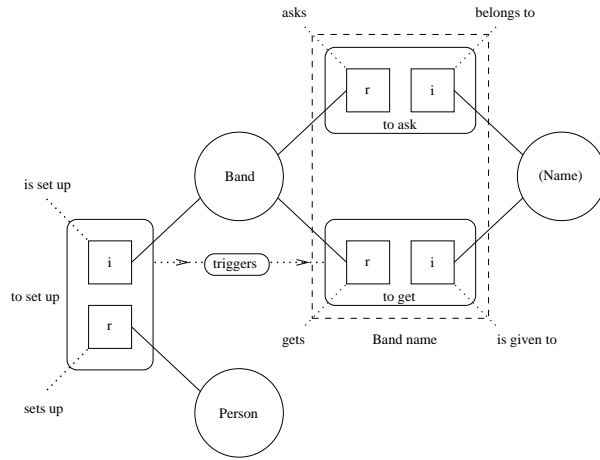 asks
belongs to
r
i
to ask
is set up
Band
(Name)
i
triggers
r
i
to set up
to get
r
gets
Band name
is given to
sets up
Person